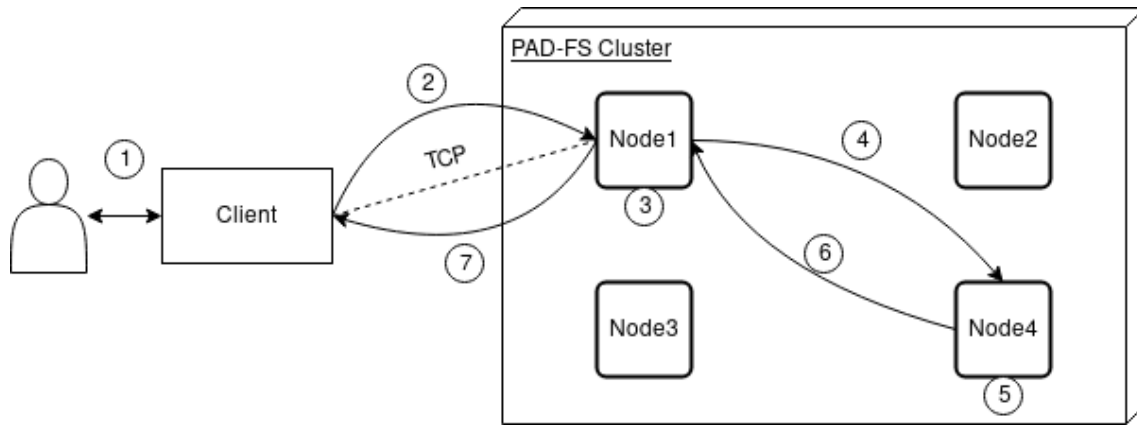 PAD-FS Cluster
2
1
TCP
Node1
4
Node2
Client
3
7
6
Node3
Node4
5